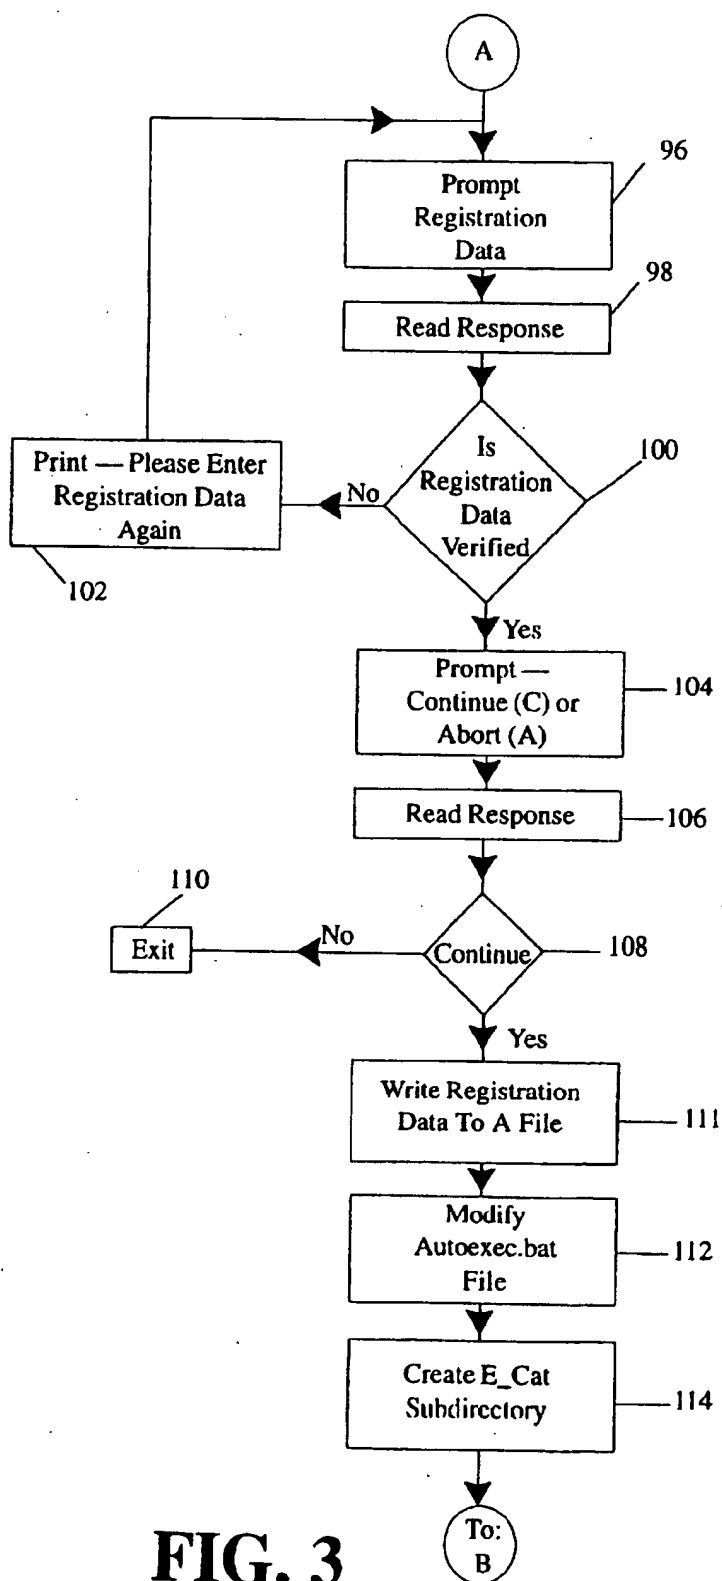 A
96
Prompt
Registration
Data
98
Read Response
Is
Registration
Data
Verified
100
No
Print — Please Enter
Registration Data
Again
102
Yes
Prompt —
Continue (C) or
Abort (A)
104
Read Response
106
110
Exit
No
Continue
108
Yes
Write Registration
Data To A File
111
Modify
Autoexec.bat
File
112
Create E_Cat
Subdirectory
114
To:
B
FIG. 3